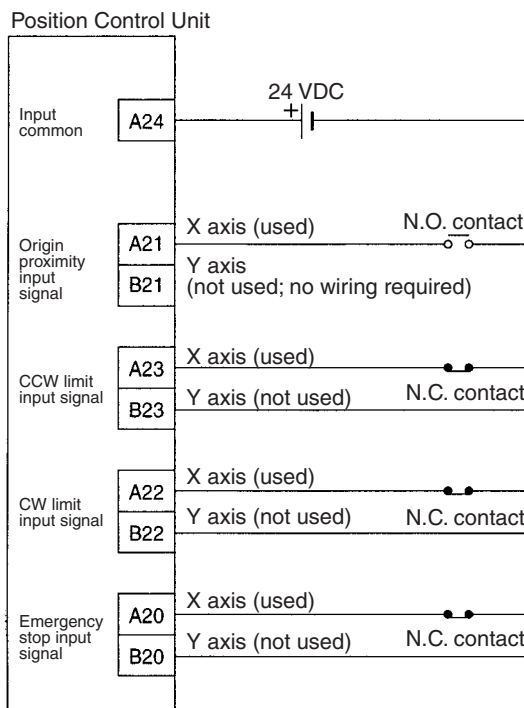 Position Control Unit
24 VDC
+
Input
common
A24
X axis (used)
N.O. contact
Origin
proximity
input
signal
A21
B21
Y axis
(not used; no wiring required)
X axis (used)
CCW limit
input signal
A23
B23
N.C. contact
Y axis (not used)
X axis (used)
CW limit
input signal
A22
B22
N.C. contact
Y axis (not used)
X axis (used)
Emergency
stop input
signal
A20
B20
N.C. contact
Y axis (not used)